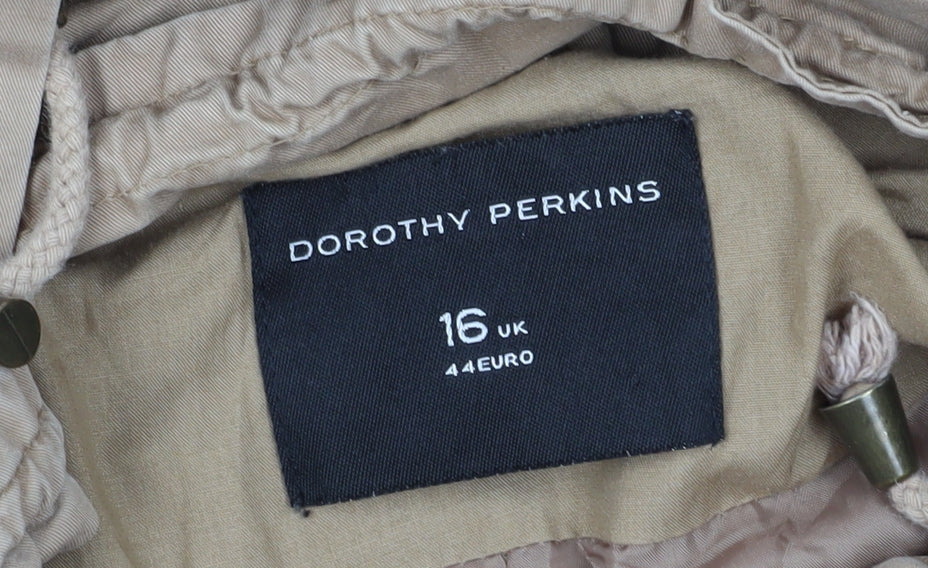 DOROTHY PERKINS
16 UK
44EURO